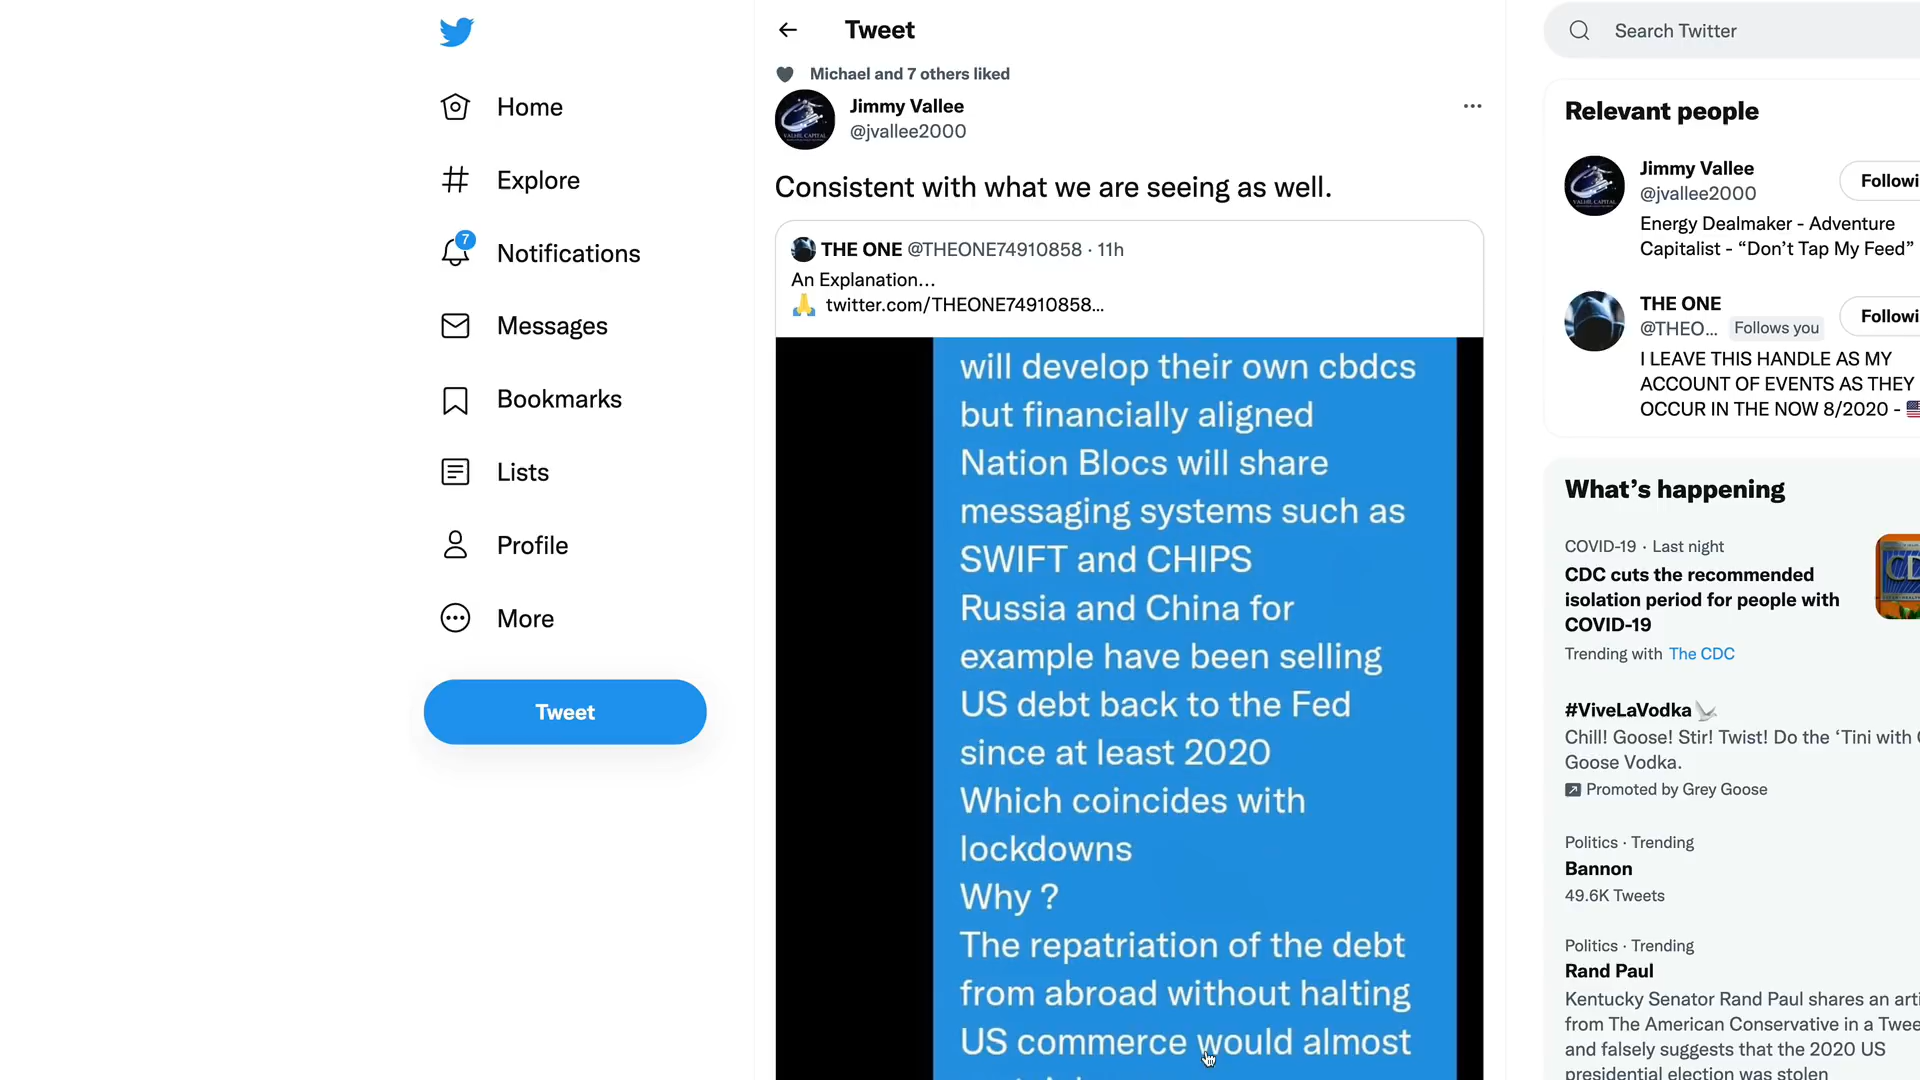 Home
Explore
7
Notifications
Messages
Bookmarks
Lists
Profile
More
Tweet
Tweet
Michael and 7 others liked
Jimmy Vallee
@jvallee2000
Consistent with what we are seeing as well.
THE ONE @THEONE74910858 · 11h
An Explanation…
🙏 twitter.com/THEONE74910858…
will develop their own cbdcs
but financially aligned
Nation Blocs will share
messaging systems such as
SWIFT and CHIPS
Russia and China for
example have been selling
US debt back to the Fed
since at least 2020
Which coincides with
lockdowns
Why ?
The repatriation of the debt
from abroad without halting
US commerce would almost
Search Twitter
Relevant people
Jimmy Vallee
@jvallee2000
Followi
Energy Dealmaker - Adventure
Capitalist - “Don’t Tap My Feed”
THE ONE
@THEO... Follows you
Followi
I LEAVE THIS HANDLE AS MY
ACCOUNT OF EVENTS AS THEY
OCCUR IN THE NOW 8/2020 - 🇺🇸
What’s happening
COVID-19 · Last night
CDC cuts the recommended
isolation period for people with
COVID-19
Trending with The CDC
#ViveLaVodka
Chill! Goose! Stir! Twist! Do the ‘Tini with
Goose Vodka.
Promoted by Grey Goose
Politics · Trending
Bannon
49.6K Tweets
Politics · Trending
Rand Paul
Kentucky Senator Rand Paul shares an arti
from The American Conservative in a Twee
and falsely suggests that the 2020 US
presidential election was stolen